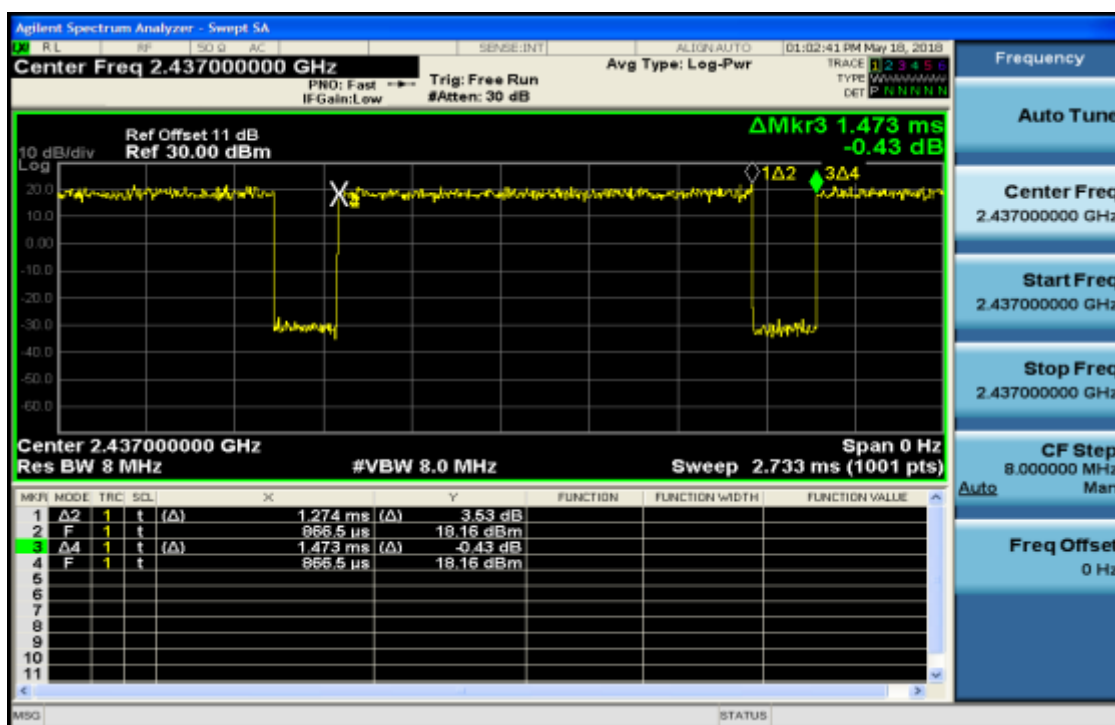 Agilent Spectrum Analyzer - Swept SA
RL RF 50 Ω AC SENSE:INT ALIGN AUTO 01:02:41 PM May 18, 2018
Center Freq 2.437000000 GHz
PNO: Fast
IFGain:Low
Trig: Free Run
#Atten: 30 dB
Avg Type: Log-Pwr
TRACE 1 2 3 4 5 6
TYPE
DET P N N N N N
ΔMkr3 1.473 ms
-0.43 dB
Ref Offset 11 dB
10 dB/div Ref 30.00 dBm
Log
1Δ2 3Δ4
20.0
10.0
0.00
-10.0
-20.0
-30.0
-40.0
-50.0
-60.0
Center 2.437000000 GHz Span 0 Hz
Res BW 8 MHz #VBW 8.0 MHz Sweep 2.733 ms (1001 pts)
MKR MODE TRC SCL X Y FUNCTION FUNCTION WIDTH FUNCTION VALUE
1 Δ2 1 t (Δ) 1.274 ms (Δ) 3.53 dB
2 F 1 t 866.5 µs 18.16 dBm
3 Δ4 1 t (Δ) 1.473 ms (Δ) -0.43 dB
4 F 1 t 866.5 µs 18.16 dBm
5
6
7
8
9
10
11
MSG STATUS
Frequency
Auto Tune
Center Freq
2.437000000 GHz
Start Freq
2.437000000 GHz
Stop Freq
2.437000000 GHz
CF Step
8.000000 MHz
Auto Man
Freq Offset
0 Hz